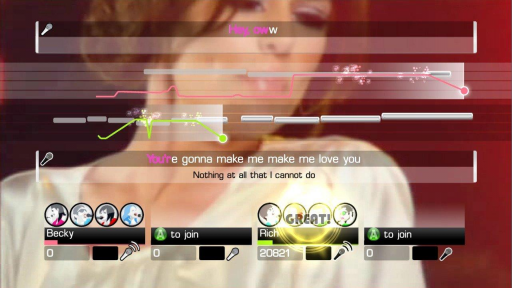 You're gonna make me make me love you
Nothing at all that I cannot do
GREAT!
Becky
A to join
Rich
A to join
0
0
20821
0